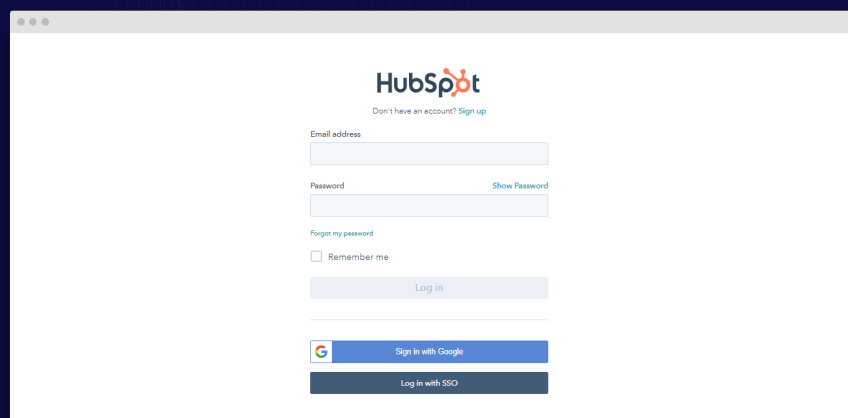 HubSpot
Don't have an account? Sign up
Email address
Password Show Password
Forgot my password
Remember me
Log in
G Sign in with Google
Log in with SSO